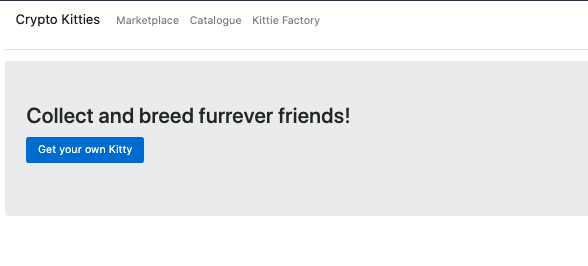 Crypto Kitties Marketplace Catalogue Kittie Factory
Collect and breed furrever friends!
Get your own Kitty